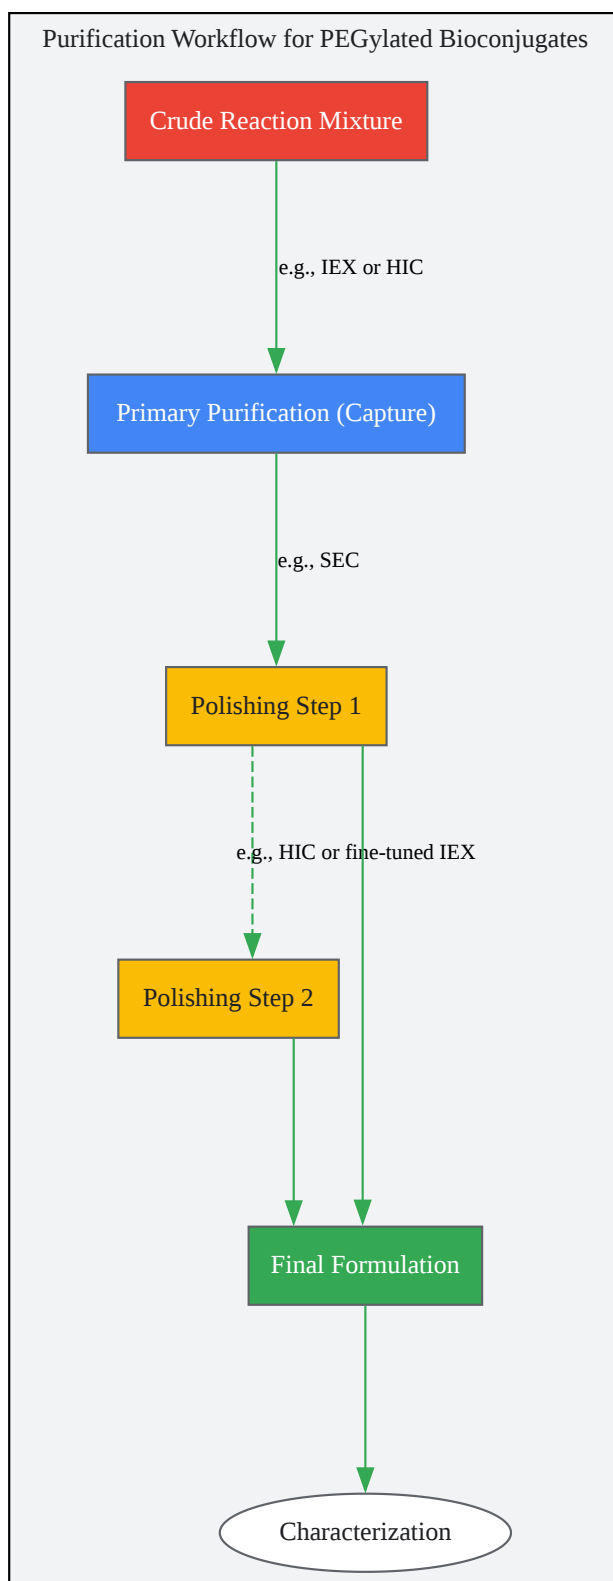 Purification Workflow for PEGylated Bioconjugates
Crude Reaction Mixture
e.g., IEX or HIC
Primary Purification (Capture)
e.g., SEC
Polishing Step 1
e.g., HIC or fine-tuned IEX
Polishing Step 2
Final Formulation
Characterization